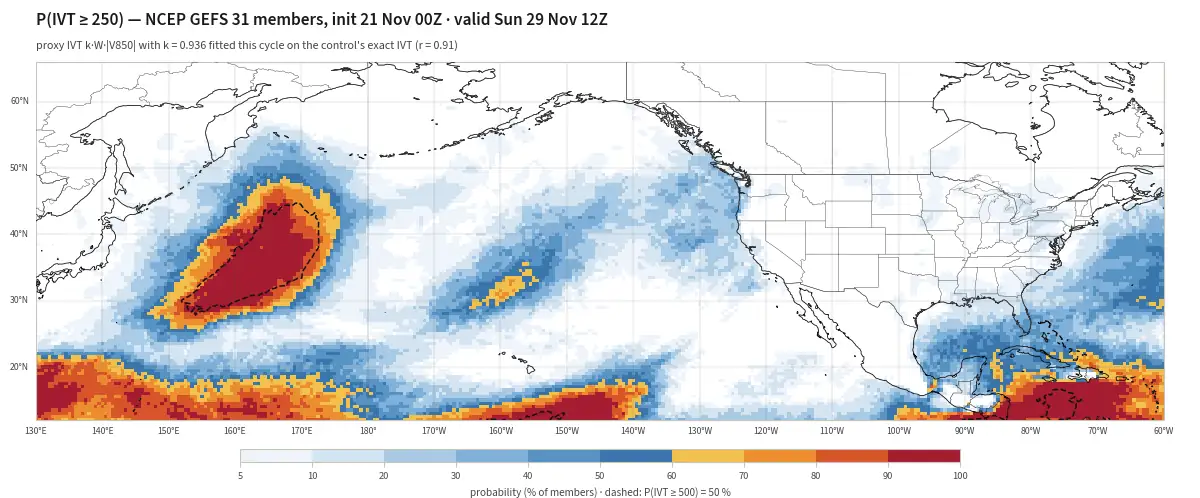 P(IVT ≥ 250) — NCEP GEFS 31 members, init 21 Nov 00Z · valid Sun 29 Nov 12Z
proxy IVT k·W·|V850| with k = 0.936 fitted this cycle on the control's exact IVT (r = 0.91)
60°N
50°N
40°N
30°N
20°N
130°E 140°E 150°E 160°E 170°E 180° 170°W 160°W 150°W 140°W 130°W 120°W 110°W 100°W 90°W 80°W 70°W 60°W
5 10 20 30 40 50 60 70 80 90 100
probability (% of members) · dashed: P(IVT ≥ 500) = 50 %